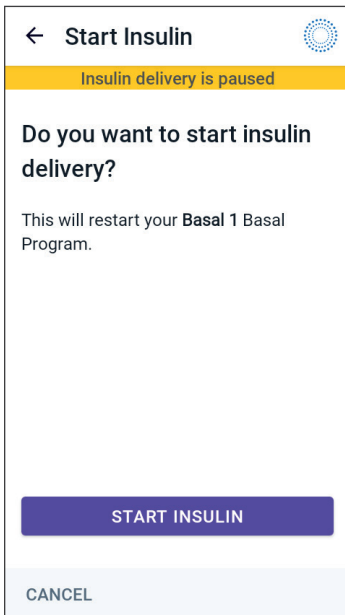 Start Insulin
Insulin delivery is paused
Do you want to start insulin
delivery?
This will restart your Basal 1 Basal
Program.
START INSULIN
CANCEL